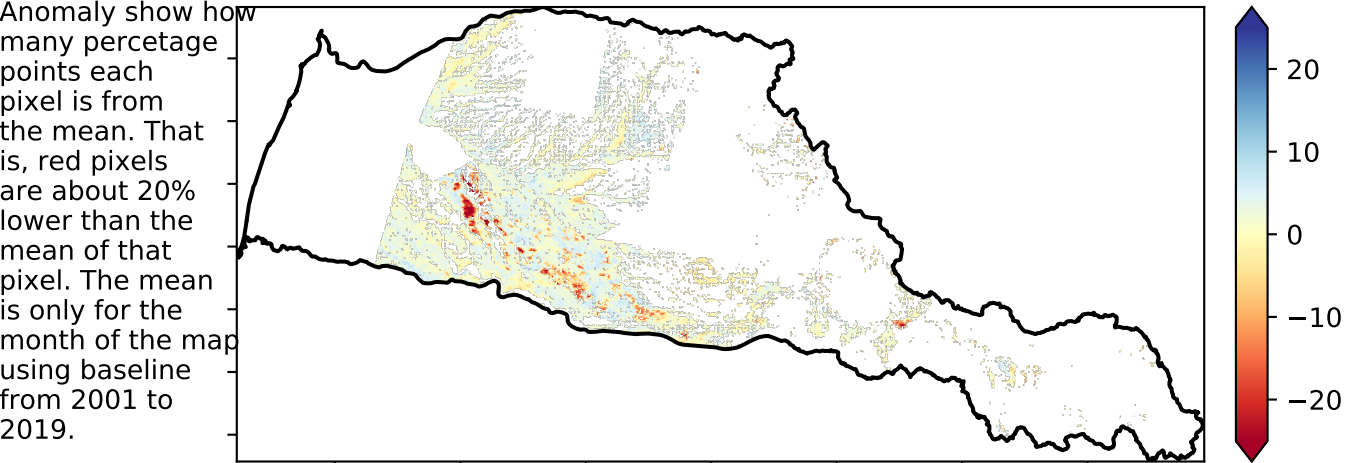 Anomaly show how
many percetage
points each
pixel is from
the mean. That
is, red pixels
are about 20%
lower than the
mean of that
pixel. The mean
is only for the
month of the map
using baseline
from 2001 to
2019.
20
10
0
−10
−20